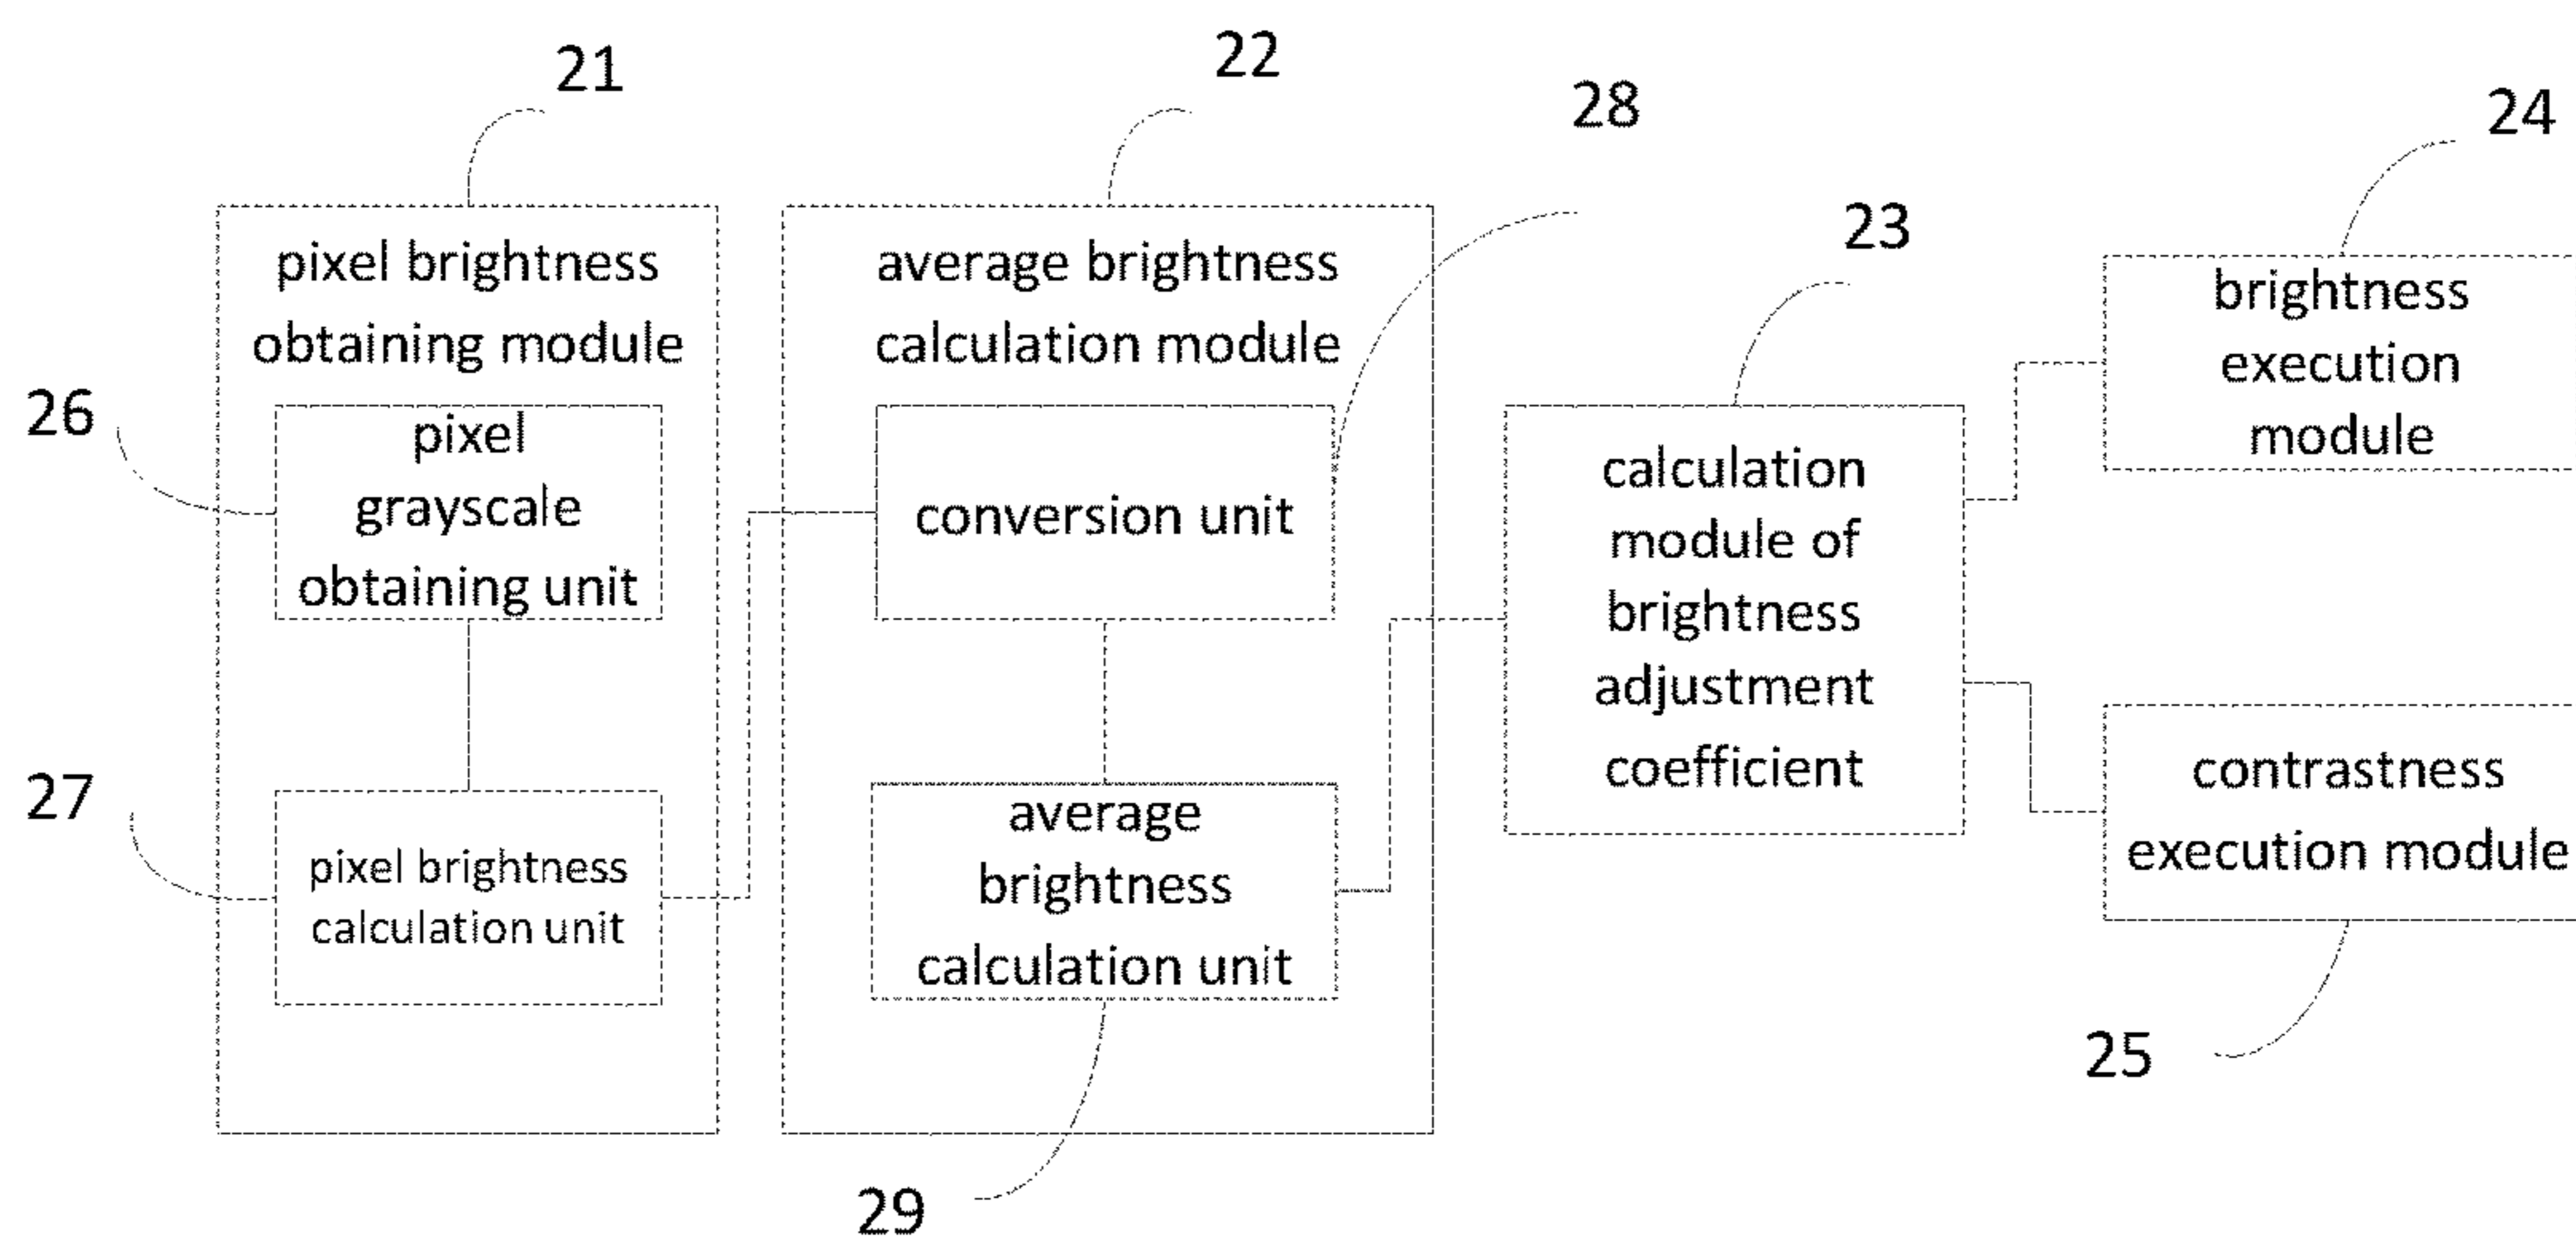 21
22
28
24
23
pixel brightness
obtaining module
average brightness
calculation module
brightness
execution
module
26
pixel
grayscale
obtaining unit
conversion unit
calculation
module of
brightness
adjustment
coefficient
27
pixel brightness
calculation unit
average
brightness
calculation unit
contrastness
execution module
25
29